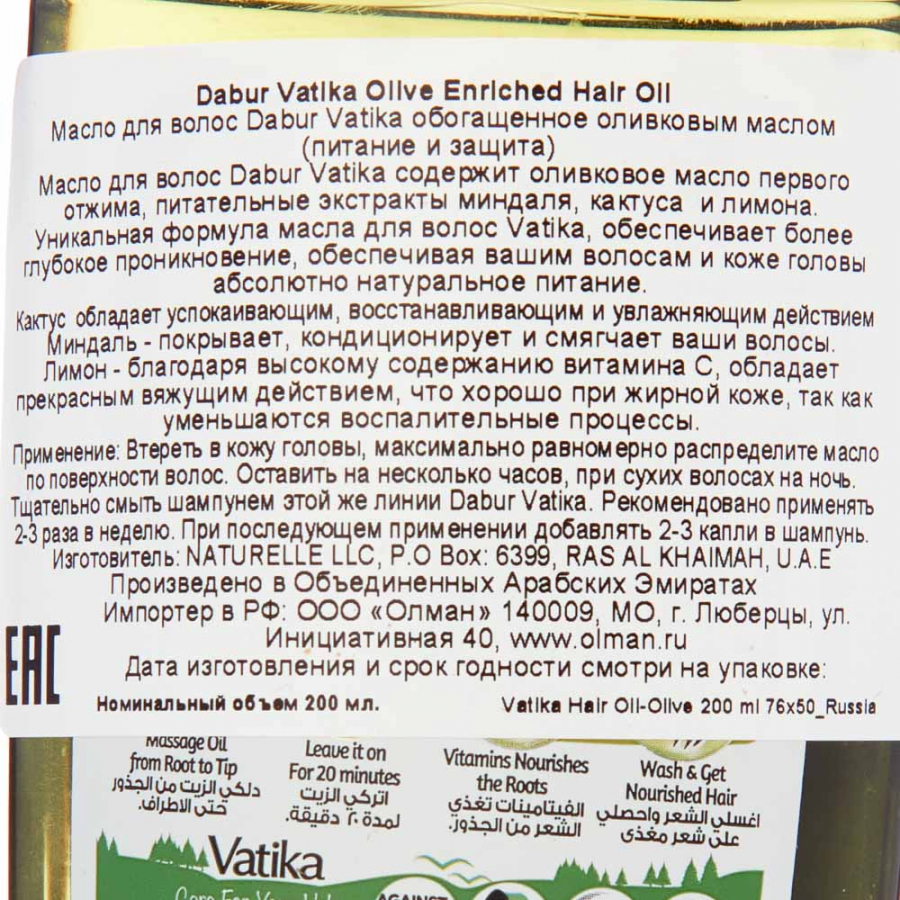 Dabur Vatika Olive Enriched Hair Oil
Масло для волос Dabur Vatika обогащенное оливковым маслом
(питание и защита)
Масло для волос Dabur Vatika содержит оливковое масло первого
отжима, питательные экстракты миндаля, кактуса и лимона.
Уникальная формула масла для волос Vatika, обеспечивает более
глубокое проникновение, обеспечивая вашим волосам и коже головы
абсолютно натуральное питание.
Кактус обладает успокаивающим, восстанавливающим и увлажняющим действием
Миндаль - покрывает, кондиционирует и смягчает ваши волосы.
Лимон - благодаря высокому содержанию витамина С, обладает
прекрасным вяжущим действием, что хорошо при жирной коже, так как
уменьшаются воспалительные процессы.
Применение: Втереть в кожу головы, максимально равномерно распределите масло
по поверхности волос. Оставить на несколько часов, при сухих волосах на ночь.
Тщательно смыть шампунем этой же линии Dabur Vatika. Рекомендовано применять
2-3 раза в неделю. При последующем применении добавлять 2-3 капли в шампунь.
Изготовитель: NATURELLE LLC, P.O Box: 6399, RAS AL KHAIMAH, U.A.E
Произведено в Объединенных Арабских Эмиратах
Импортер в РФ: ООО «Олман» 140009, МО, г. Люберцы, ул.
Инициативная 40, www.olman.ru
Дата изготовления и срок годности смотри на упаковке:
EAC
Номинальный объем 200 мл.
Vatika Hair Oil-Olive 200 ml 76x50_Russia
Massage Oil
from Root to Tip
دلكي الزيت من الجذور
حتى الاطراف.
Leave it on
For 20 minutes
اتركي الزيت
لمدة ٢٠ دقيقة.
Vitamins Nourishes
the Roots
الفيتامينات تغذي
الشعر من الجذور.
Wash & Get
Nourished Hair
اغسلي الشعر واحصلي
على شعر مغذى
Vatika
AGAINST